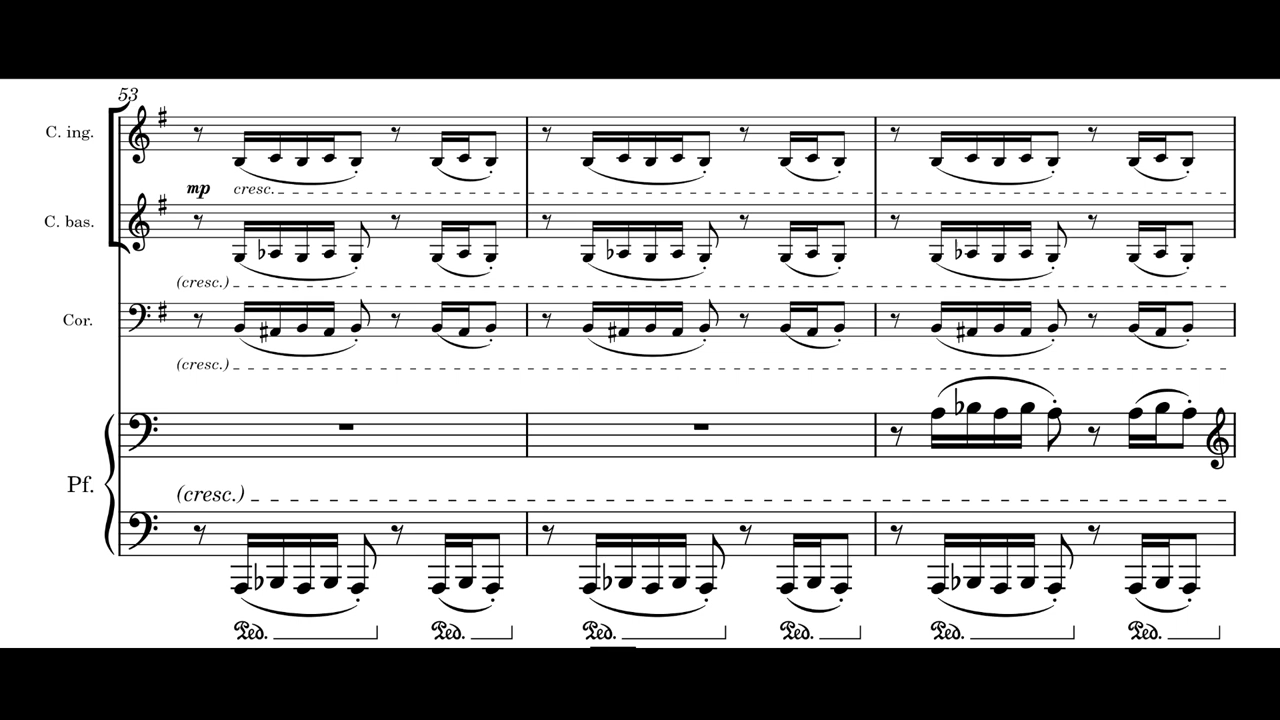 53
C. ing.
mp cresc.
C. bas.
(cresc.)
Cor.
(cresc.)
Pf.
(cresc.)
Ped. Ped. Ped. Ped. Ped. Ped.